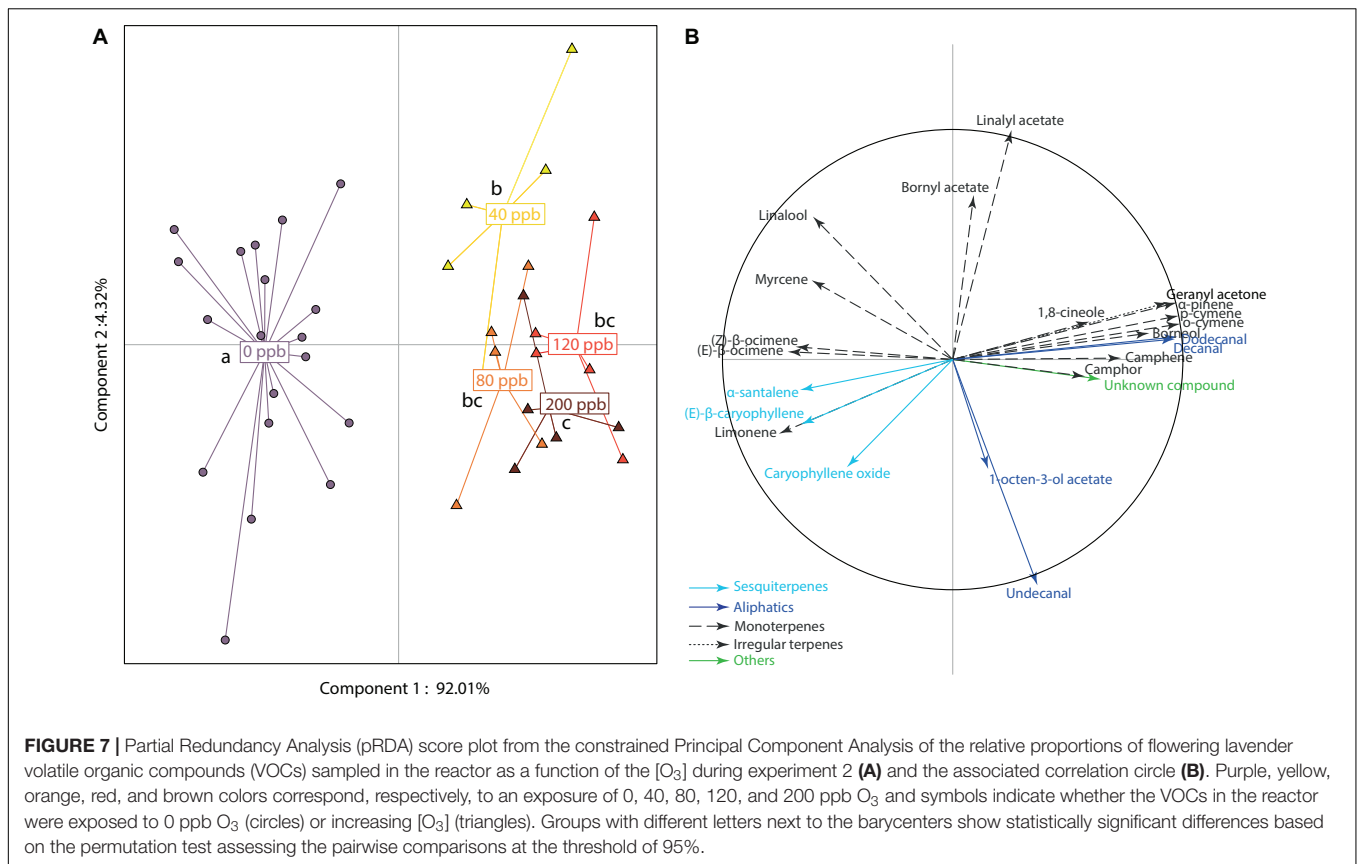 A
b
40 ppb
bc
120 ppb
a
0 ppb
80 ppb
bc
200 ppb
c
Component 2 :4.32%
Component 1 : 92.01%
B
Linalyl acetate
Bornyl acetate
Linalool
Myrcene
Geranyl acetone
α-pinene
1,8-cineole
p-cymene
o-cymene
Borneol
Dodecanal
Decanal
(Z)-β-ocimene
(E)-β-ocimene
Camphene
Camphor
Unknown compound
α-santalene
(E)-β-caryophyllene
Limonene
Caryophyllene oxide
1-octen-3-ol acetate
Undecanal
Sesquiterpenes
Aliphatics
Monoterpenes
Irregular terpenes
Others
FIGURE 7 | Partial Redundancy Analysis (pRDA) score plot from the constrained Principal Component Analysis of the relative proportions of flowering lavender
volatile organic compounds (VOCs) sampled in the reactor as a function of the [O₃] during experiment 2 (A) and the associated correlation circle (B). Purple, yellow,
orange, red, and brown colors correspond, respectively, to an exposure of 0, 40, 80, 120, and 200 ppb O₃ and symbols indicate whether the VOCs in the reactor
were exposed to 0 ppb O₃ (circles) or increasing [O₃] (triangles). Groups with different letters next to the barycenters show statistically significant differences based
on the permutation test assessing the pairwise comparisons at the threshold of 95%.